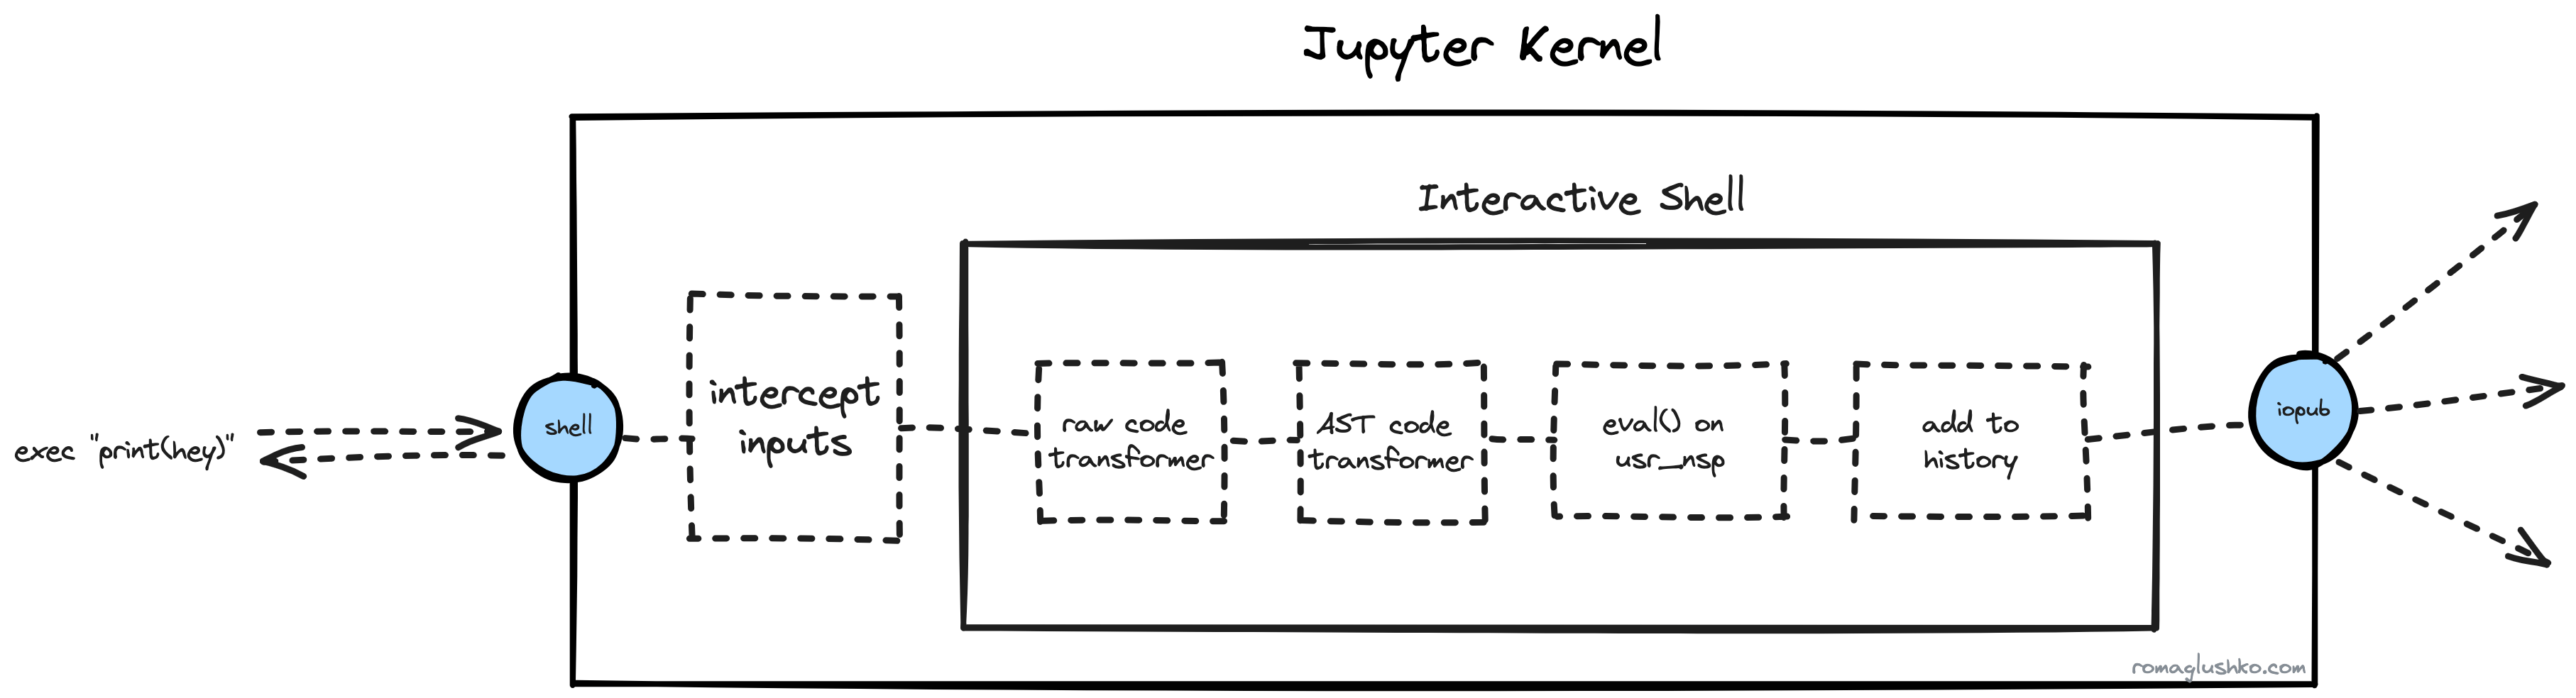 Jupyter Kernel
Interactive Shell
exec "print(hey)"
shell
intercept
inputs
raw code
transformer
AST code
transformer
eval() on
usr_nsp
add to
history
iopub
romaglushko.com